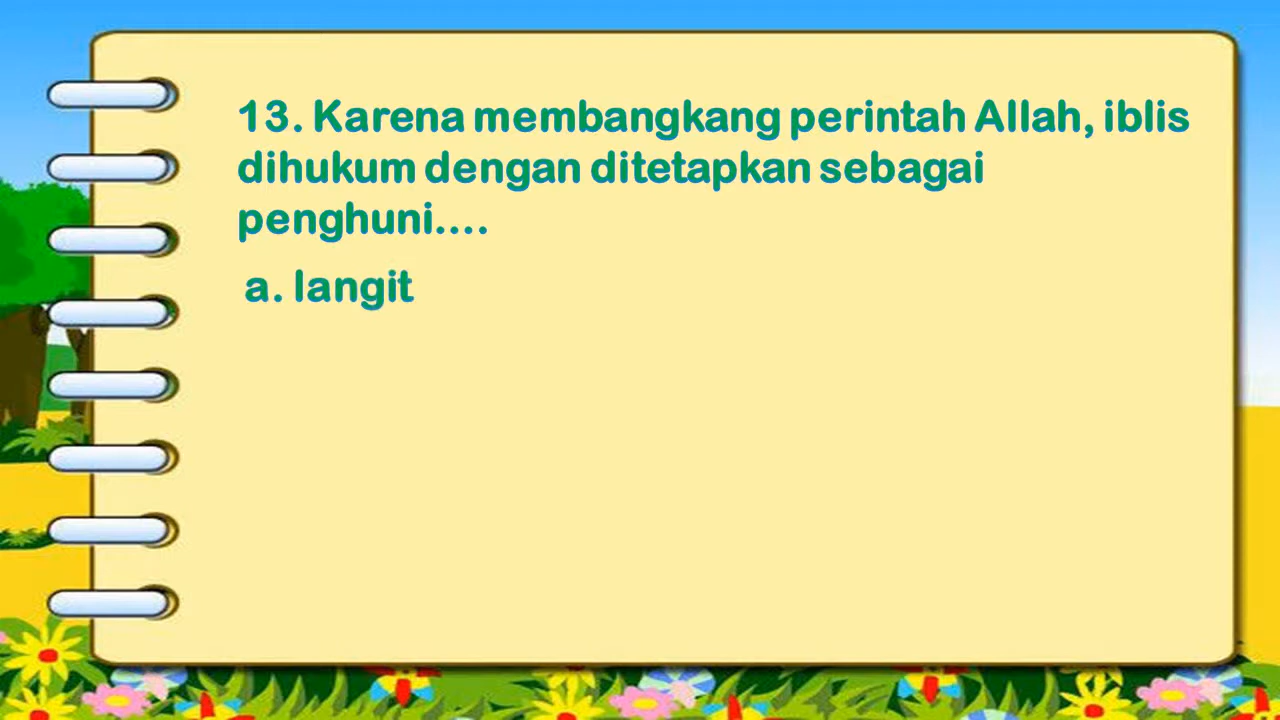 13. Karena membangkang perintah Allah, iblis
dihukum dengan ditetapkan sebagai
penghuni....
a. langit